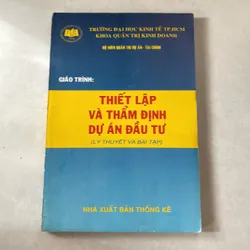 TRƯỜNG ĐẠI HỌC KINH TẾ TP.HCM
KHOA QUẢN TRỊ KINH DOANH
BỘ MÔN QUẢN TRỊ DỰ ÁN - TÀI CHÍNH
GIÁO TRÌNH:
THIẾT LẬP
VÀ THẨM ĐỊNH
DỰ ÁN ĐẦU TƯ
(LÝ THUYẾT VÀ BÀI TẬP)
NHÀ XUẤT BẢN THỐNG KÊ